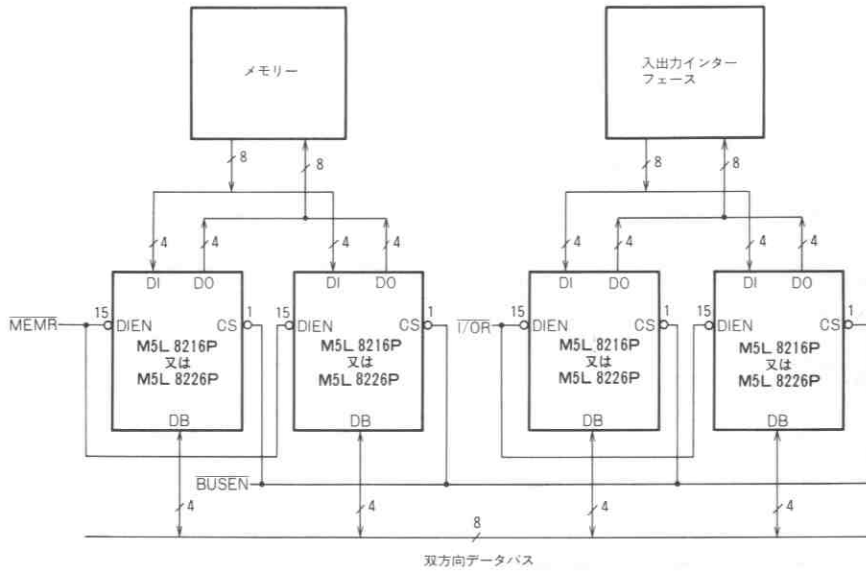 メモリー
入出力インター
フェース
8
8
8
8
4
4
4
4
4
4
4
4
DI
DO
DI
DO
DI
DO
DI
DO
MEMR
15
DIEN
CS
1
15
DIEN
CS
1
I/OR
15
DIEN
CS
1
15
DIEN
CS
1
M5L 8216P
又は
M5L 8226P
M5L 8216P
又は
M5L 8226P
M5L 8216P
又は
M5L 8226P
M5L 8216P
又は
M5L 8226P
DB
DB
DB
DB
BUSEN
4
4
4
4
8
双方向データバス